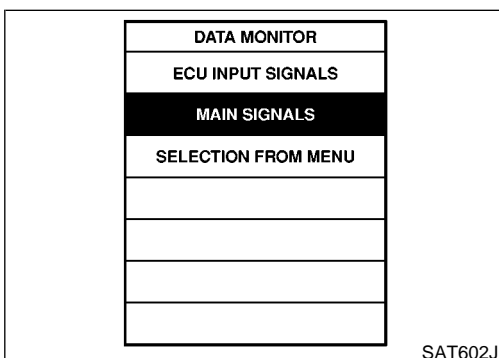 DATA MONITOR
ECU INPUT SIGNALS
MAIN SIGNALS
SELECTION FROM MENU
SAT602J